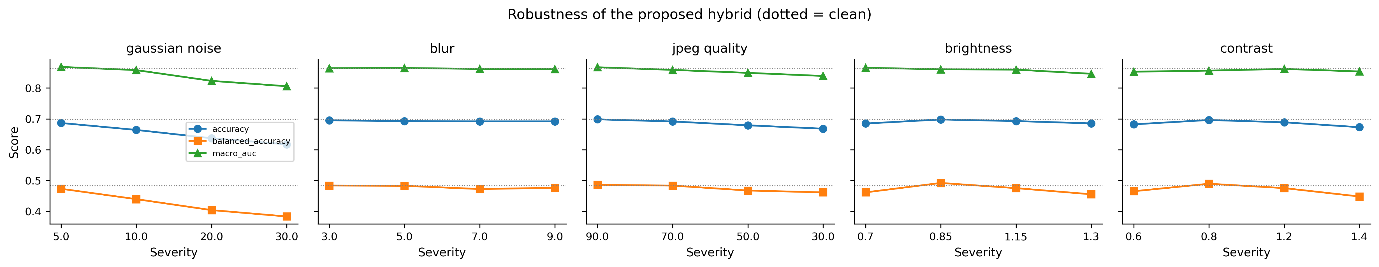 Robustness of the proposed hybrid (dotted = clean)
gaussian noise
blur
jpeg quality
brightness
contrast
Score
0.8
0.7
0.6
0.5
0.4
accuracy
balanced_accuracy
macro_auc
5.0 10.0 20.0 30.0
3.0 5.0 7.0 9.0
90.0 70.0 50.0 30.0
0.7 0.85 1.15 1.3
0.6 0.8 1.2 1.4
Severity
Severity
Severity
Severity
Severity